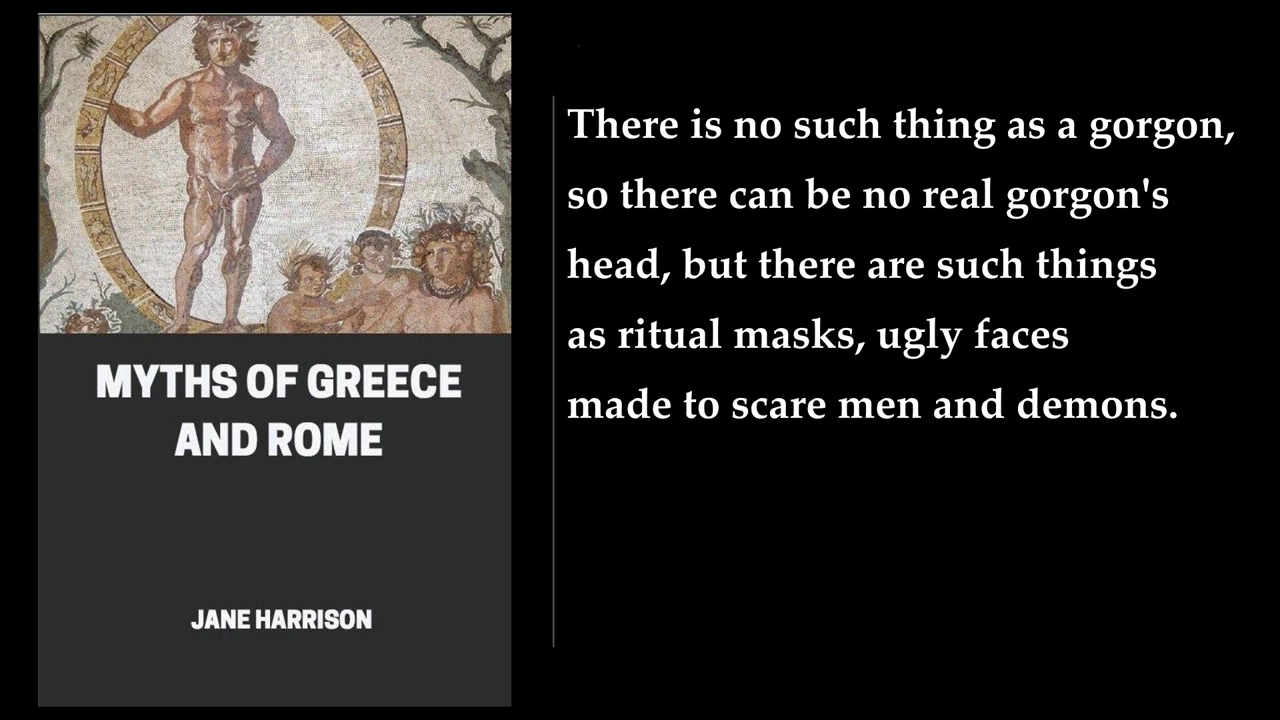 MYTHS OF GREECE
AND ROME
JANE HARRISON
There is no such thing as a gorgon,
so there can be no real gorgon's
head, but there are such things
as ritual masks, ugly faces
made to scare men and demons.